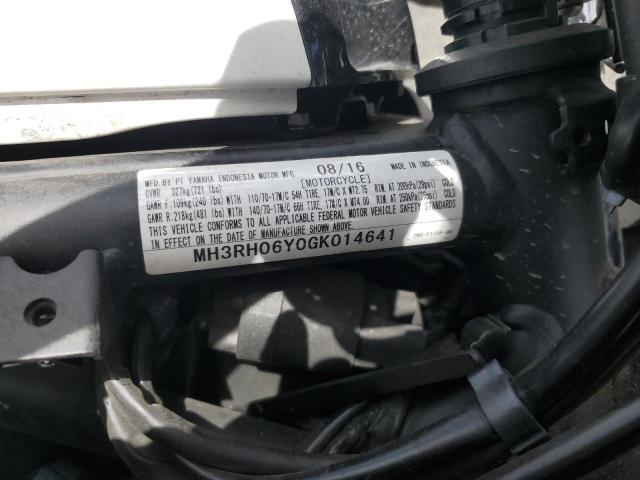 MFD.BY PT YAMAHA INDONESIA MOTOR MFG. 08/16 MADE IN INDONESIA
GVWR 327kg(721 lbs) [MOTORCYCLE]
GAWR F.109kg(240 lbs) WITH 110/70-17M/C 54H TIRE, 17M/C X MT2.75 RIM, AT 200kPa(29psi) COLD
GAWR R.218kg(481 lbs) WITH 140/70-17M/C 66H TIRE, 17M/C X MT4.00 RIM, AT 250kPa(36psi) COLD
THIS VEHICLE CONFORMS TO ALL APPLICABLE FEDERAL MOTOR VEHICLE SAFETY STANDARDS
IN EFFECT ON THE DATE OF MANUFACTURE SHOWN ABOVE.
MH3RH06Y0GK014641